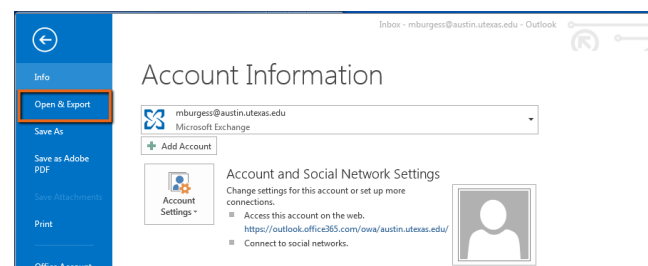 Inbox - mburgess@austin.utexas.edu - Outlook
Info
Open & Export
Save As
Save as Adobe
PDF
Save Attachments
Print
Office Account
Account Information
mburgess@austin.utexas.edu
Microsoft Exchange
Add Account
Account
Settings
Account and Social Network Settings
Change settings for this account or set up more
connections.
Access this account on the web.
https://outlook.office365.com/owa/austin.utexas.edu/
Connect to social networks.